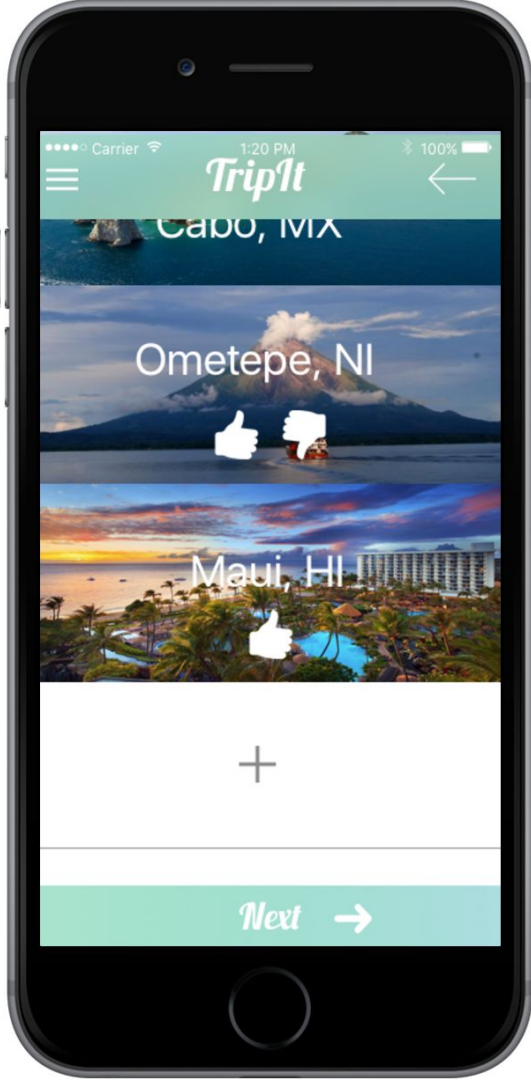 Carrier 1:20 PM 100%
TripIt
Cabo, MX
Ometepe, NI
Maui, HI
Next